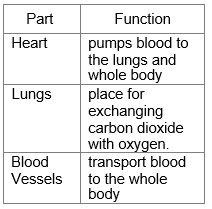 Part Function
Heart pumps blood to
the lungs and
whole body
Lungs place for
exchanging
carbon dioxide
with oxygen.
Blood transport blood
Vessels to the whole
body